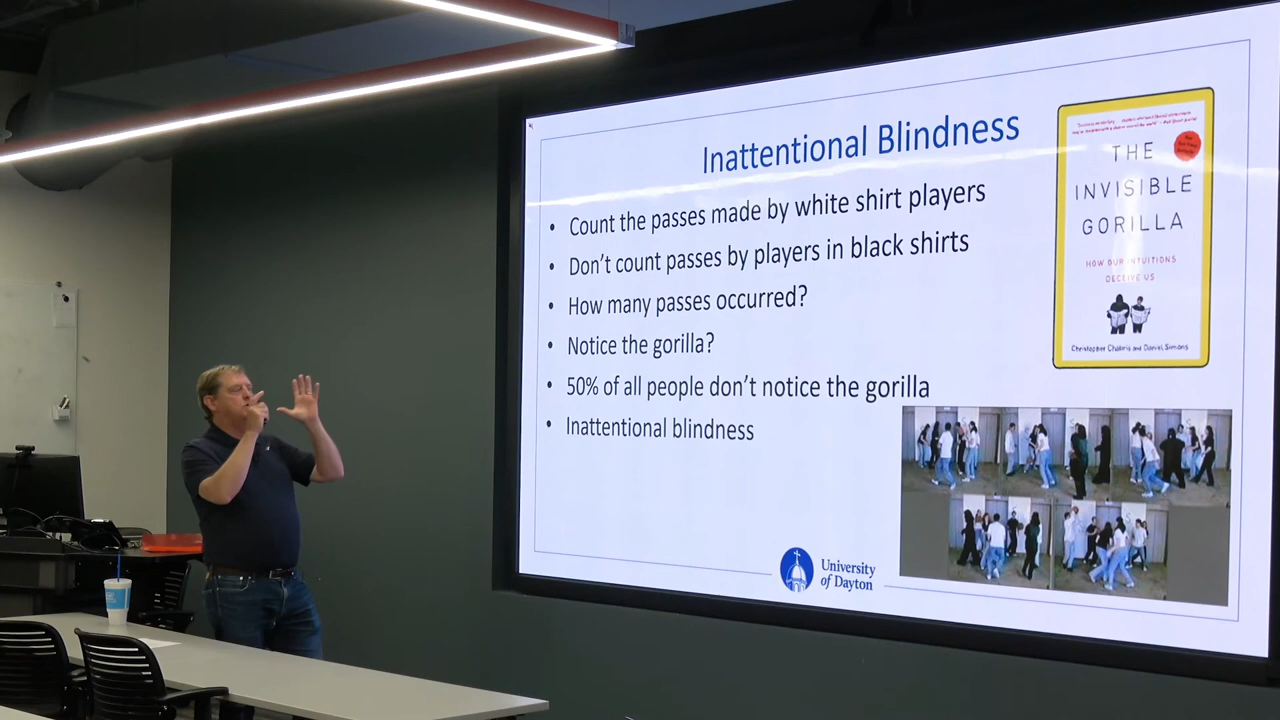 Inattentional Blindness
• Count the passes made by white shirt players
• Don't count passes by players in black shirts
• How many passes occurred?
• Notice the gorilla?
• 50% of all people don't notice the gorilla
• Inattentional blindness
THE
INVISIBLE
GORILLA
HOW OUR INTUITIONS
DECEIVE US
Christopher Chabris and Daniel Simons
University
of Dayton